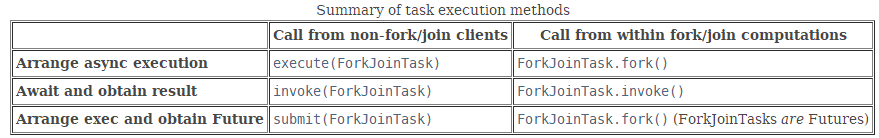 Summary of task execution methods
Call from non-fork/join clients Call from within fork/join computations
Arrange async execution execute(ForkJoinTask) ForkJoinTask.fork()
Await and obtain result invoke(ForkJoinTask) ForkJoinTask.invoke()
Arrange exec and obtain Future submit(ForkJoinTask) ForkJoinTask.fork() (ForkJoinTasks are Futures)